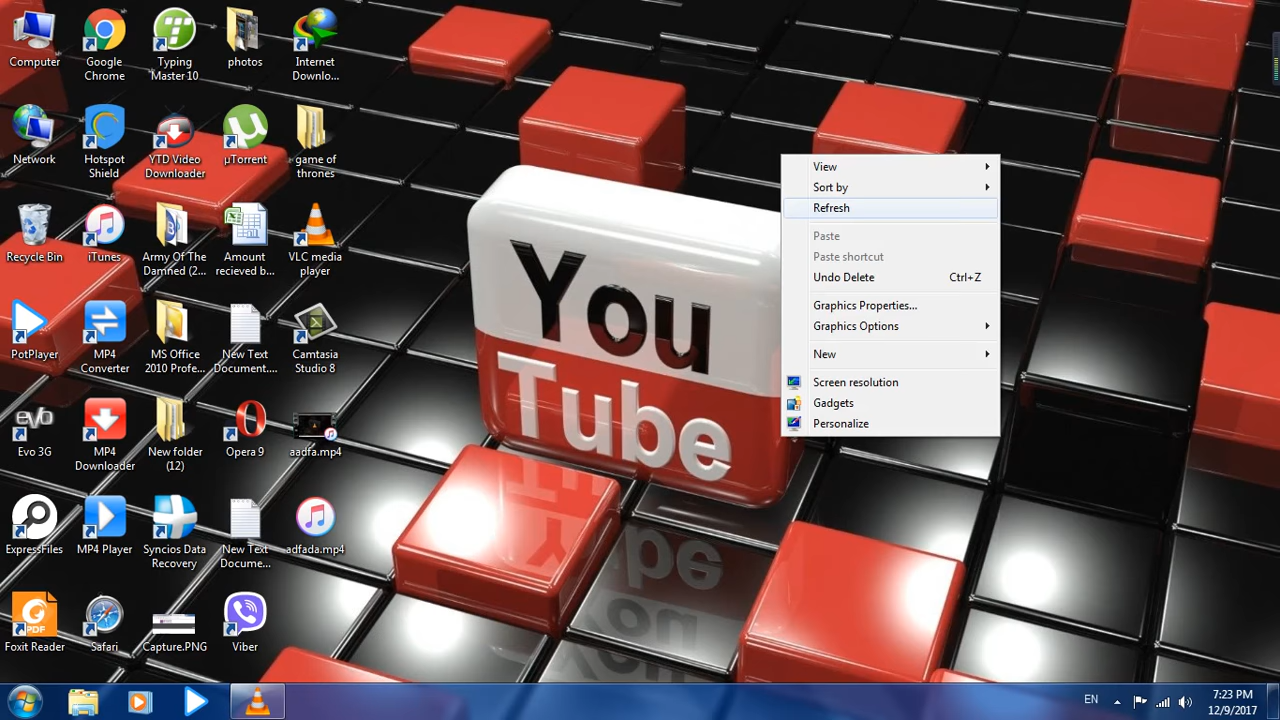 Computer
Google
Chrome
Typing
Master 10
photos
Internet
Downlo...
Network
Hotspot
Shield
YTD Video
Downloader
µTorrent
game of
thrones
Recycle Bin
iTunes
Army Of The
Damned (2...
Amount
recieved b...
VLC media
player
PotPlayer
MP4
Converter
MS Office
2010 Profe...
New Text
Document....
Camtasia
Studio 8
evo
Evo 3G
MP4
Downloader
New folder
(12)
Opera 9
aadfa.mp4
ExpressFiles
MP4 Player
Syncios Data
Recovery
New Text
Docume...
adfada.mp4
PDF
Foxit Reader
Safari
Capture.PNG
Viber
You
Tube
View
Sort by
Refresh
Paste
Paste shortcut
Undo Delete Ctrl+Z
Graphics Properties...
Graphics Options
New
Screen resolution
Gadgets
Personalize
EN
7:23 PM
12/9/2017